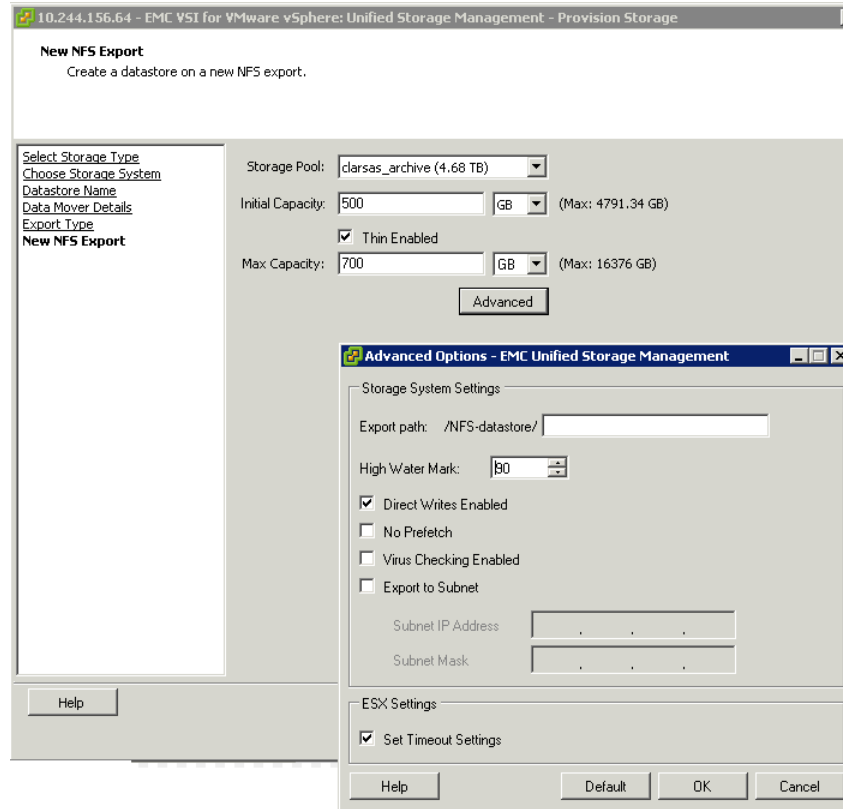 10.244.156.64 - EMC VSI for VMware vSphere: Unified Storage Management - Provision Storage
New NFS Export
Create a datastore on a new NFS export.
Select Storage Type
Choose Storage System
Datastore Name
Data Mover Details
Export Type
New NFS Export
Storage Pool: clarsas_archive (4.68 TB)
Initial Capacity: 500 GB (Max: 4791.34 GB)
Thin Enabled
Max Capacity: 700 GB (Max: 16376 GB)
Advanced
Advanced Options - EMC Unified Storage Management
Storage System Settings
Export path: /NFS-datastore/
High Water Mark: 90
Direct Writes Enabled
No Prefetch
Virus Checking Enabled
Export to Subnet
Subnet IP Address . . .
Subnet Mask . . .
Help
ESX Settings
Set Timeout Settings
Help Default OK Cancel